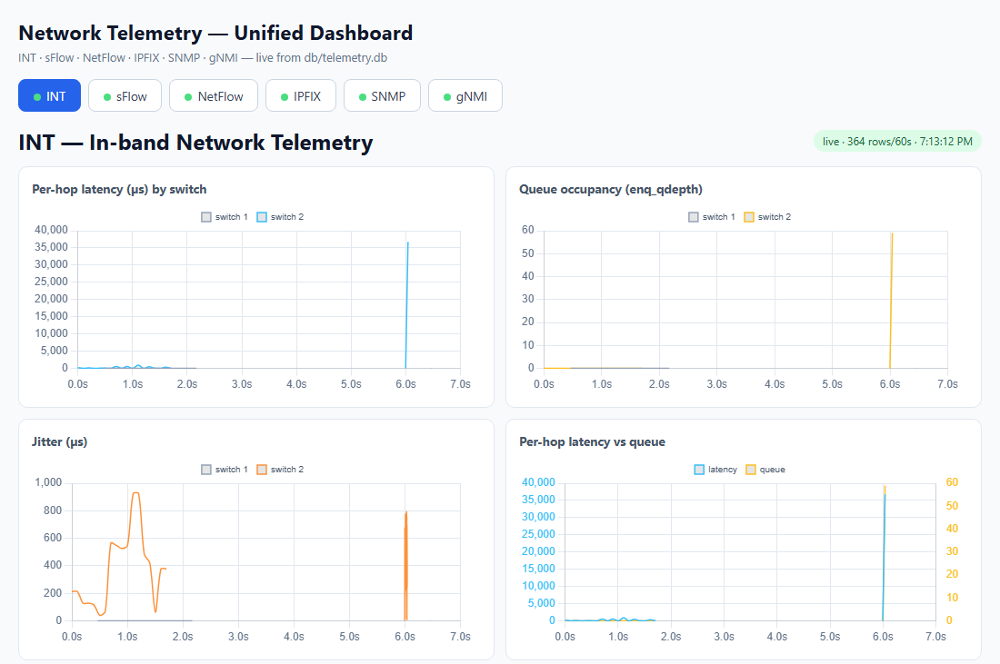 Network Telemetry — Unified Dashboard
INT · sFlow · NetFlow · IPFIX · SNMP · gNMI — live from db/telemetry.db
INT sFlow NetFlow IPFIX SNMP gNMI
INT — In-band Network Telemetry
live · 364 rows/60s · 7:13:12 PM
Per-hop latency (µs) by switch
switch 1 switch 2
40,000
35,000
30,000
25,000
20,000
15,000
10,000
5,000
0
0.0s 1.0s 2.0s 3.0s 4.0s 5.0s 6.0s 7.0s
Queue occupancy (enq_qdepth)
switch 1 switch 2
60
50
40
30
20
10
0
0.0s 1.0s 2.0s 3.0s 4.0s 5.0s 6.0s 7.0s
Jitter (µs)
switch 1 switch 2
1,000
800
600
400
200
0
0.0s 1.0s 2.0s 3.0s 4.0s 5.0s 6.0s 7.0s
Per-hop latency vs queue
latency queue
40,000
35,000
30,000
25,000
20,000
15,000
10,000
5,000
0
60
50
40
30
20
10
0
0.0s 1.0s 2.0s 3.0s 4.0s 5.0s 6.0s 7.0s